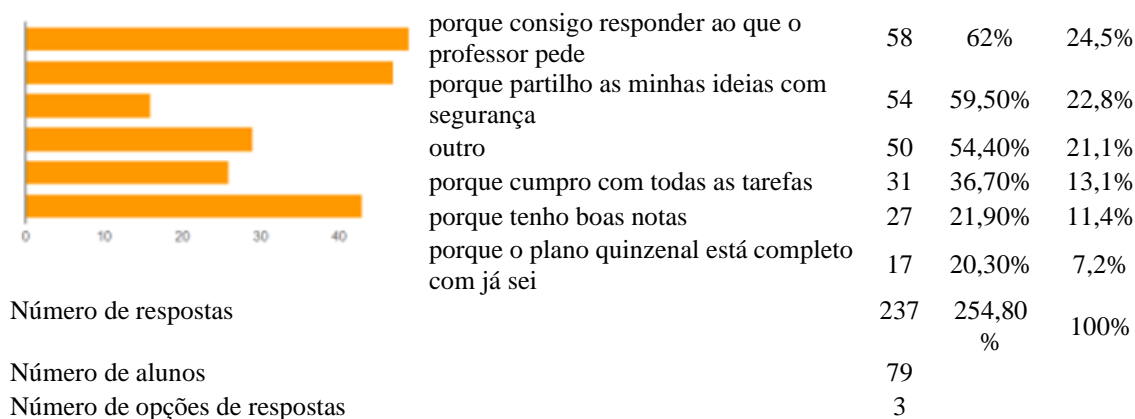 porque consigo responder ao que o
professor pede
58 62% 24,5%
porque partilho as minhas ideias com
segurança
54 59,50% 22,8%
outro 50 54,40% 21,1%
porque cumpro com todas as tarefas 31 36,70% 13,1%
porque tenho boas notas 27 21,90% 11,4%
porque o plano quinzenal está completo
com já sei
17 20,30% 7,2%
0 10 20 30 40
Número de respostas 237 254,80
% 100%
Número de alunos 79
Número de opções de respostas 3